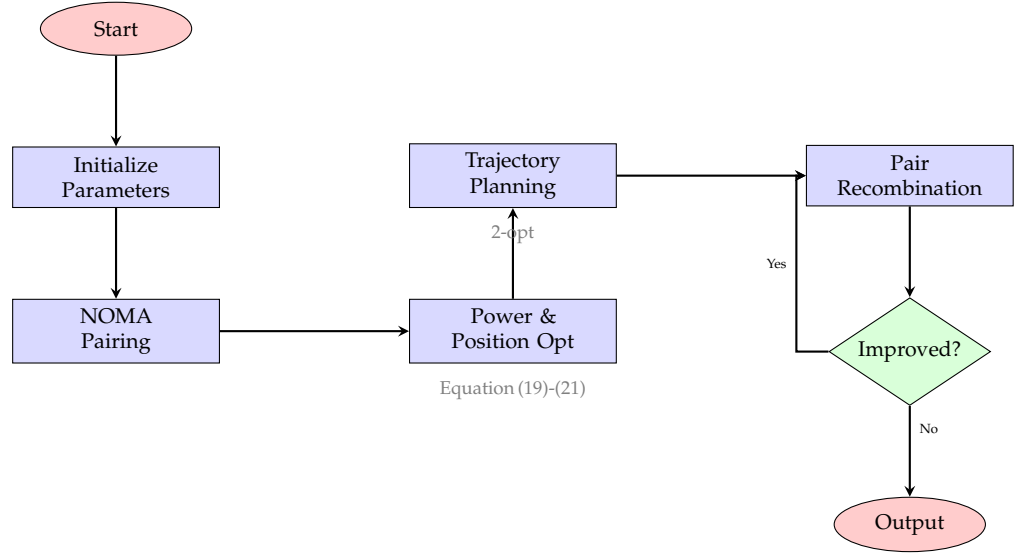 Start
Initialize
Parameters
NOMA
Pairing
Trajectory
Planning
2-opt
Power &
Position Opt
Equation (19)-(21)
Pair
Recombination
Yes
Improved?
No
Output